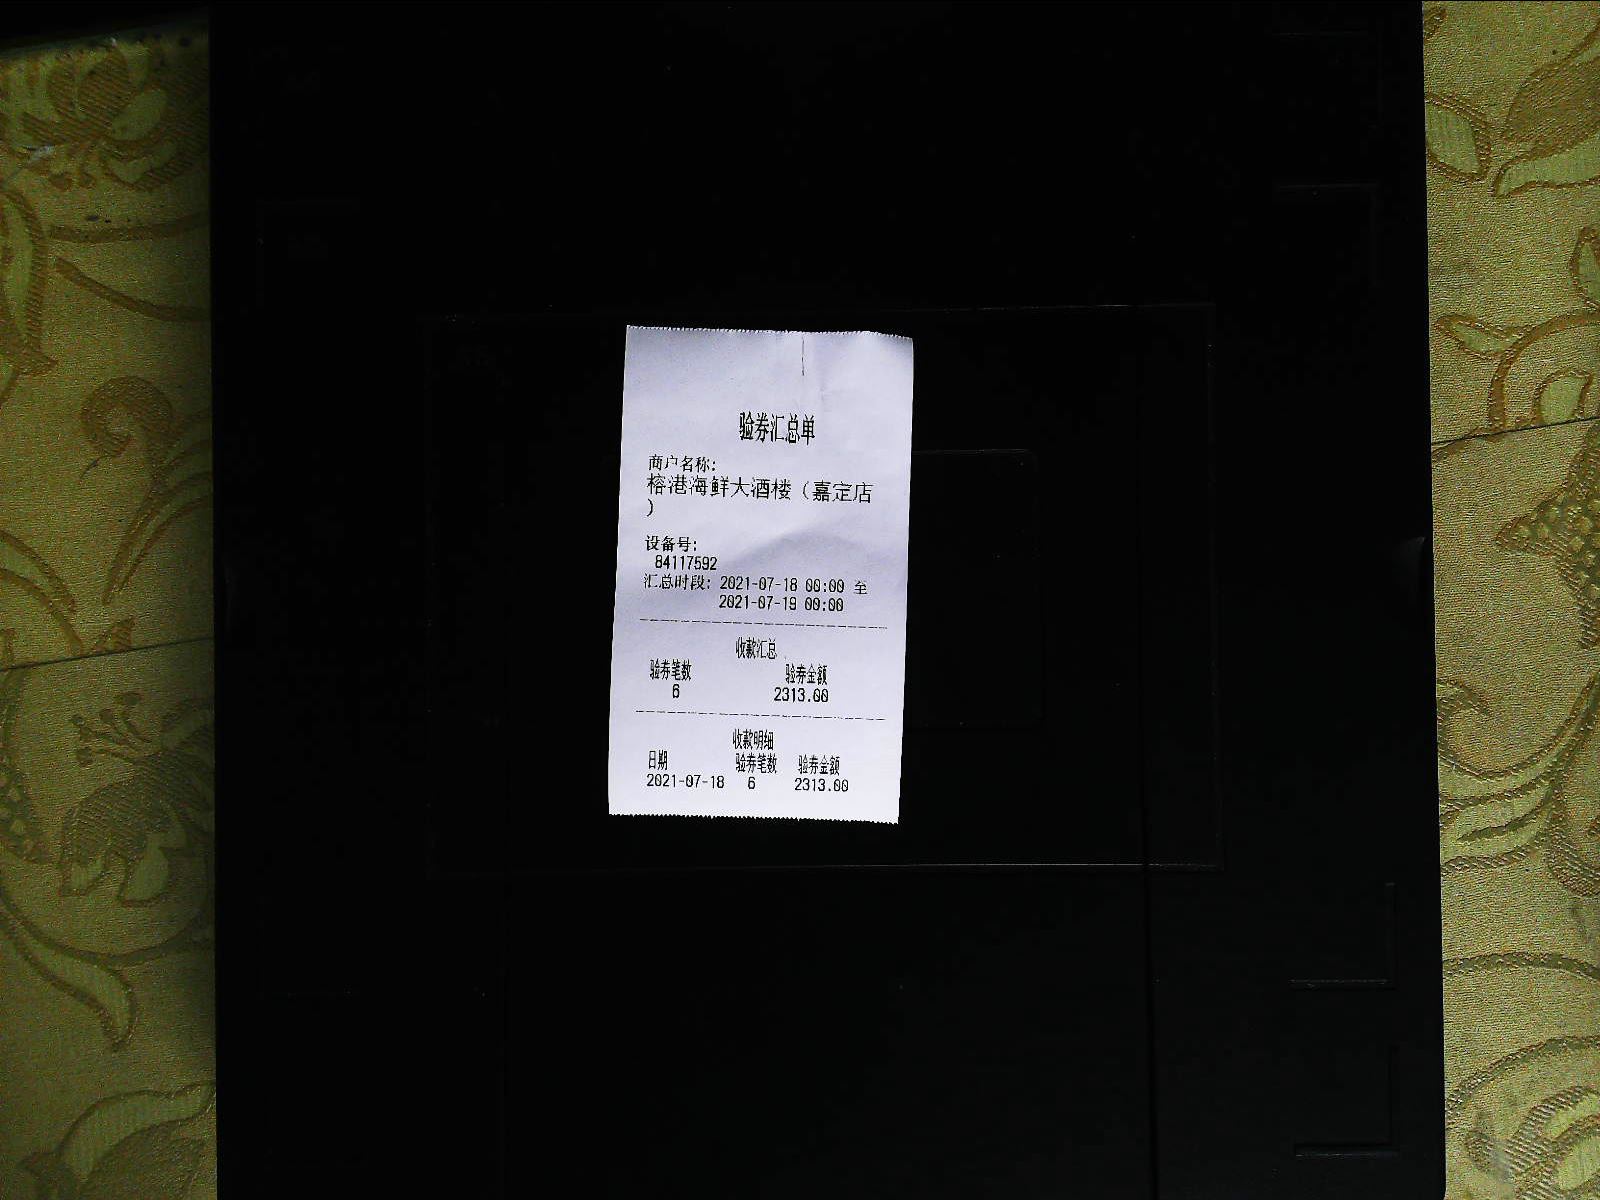 验券汇总单
商户名称:
榕港海鲜大酒楼（嘉定店
）
设备号:
84117592
汇总时段: 2021-07-18 00:00 至
2021-07-19 00:00
收款汇总
验券笔数 验券金额
6 2313.00
收款明细
日期 验券笔数 验券金额
2021-07-18 6 2313.00